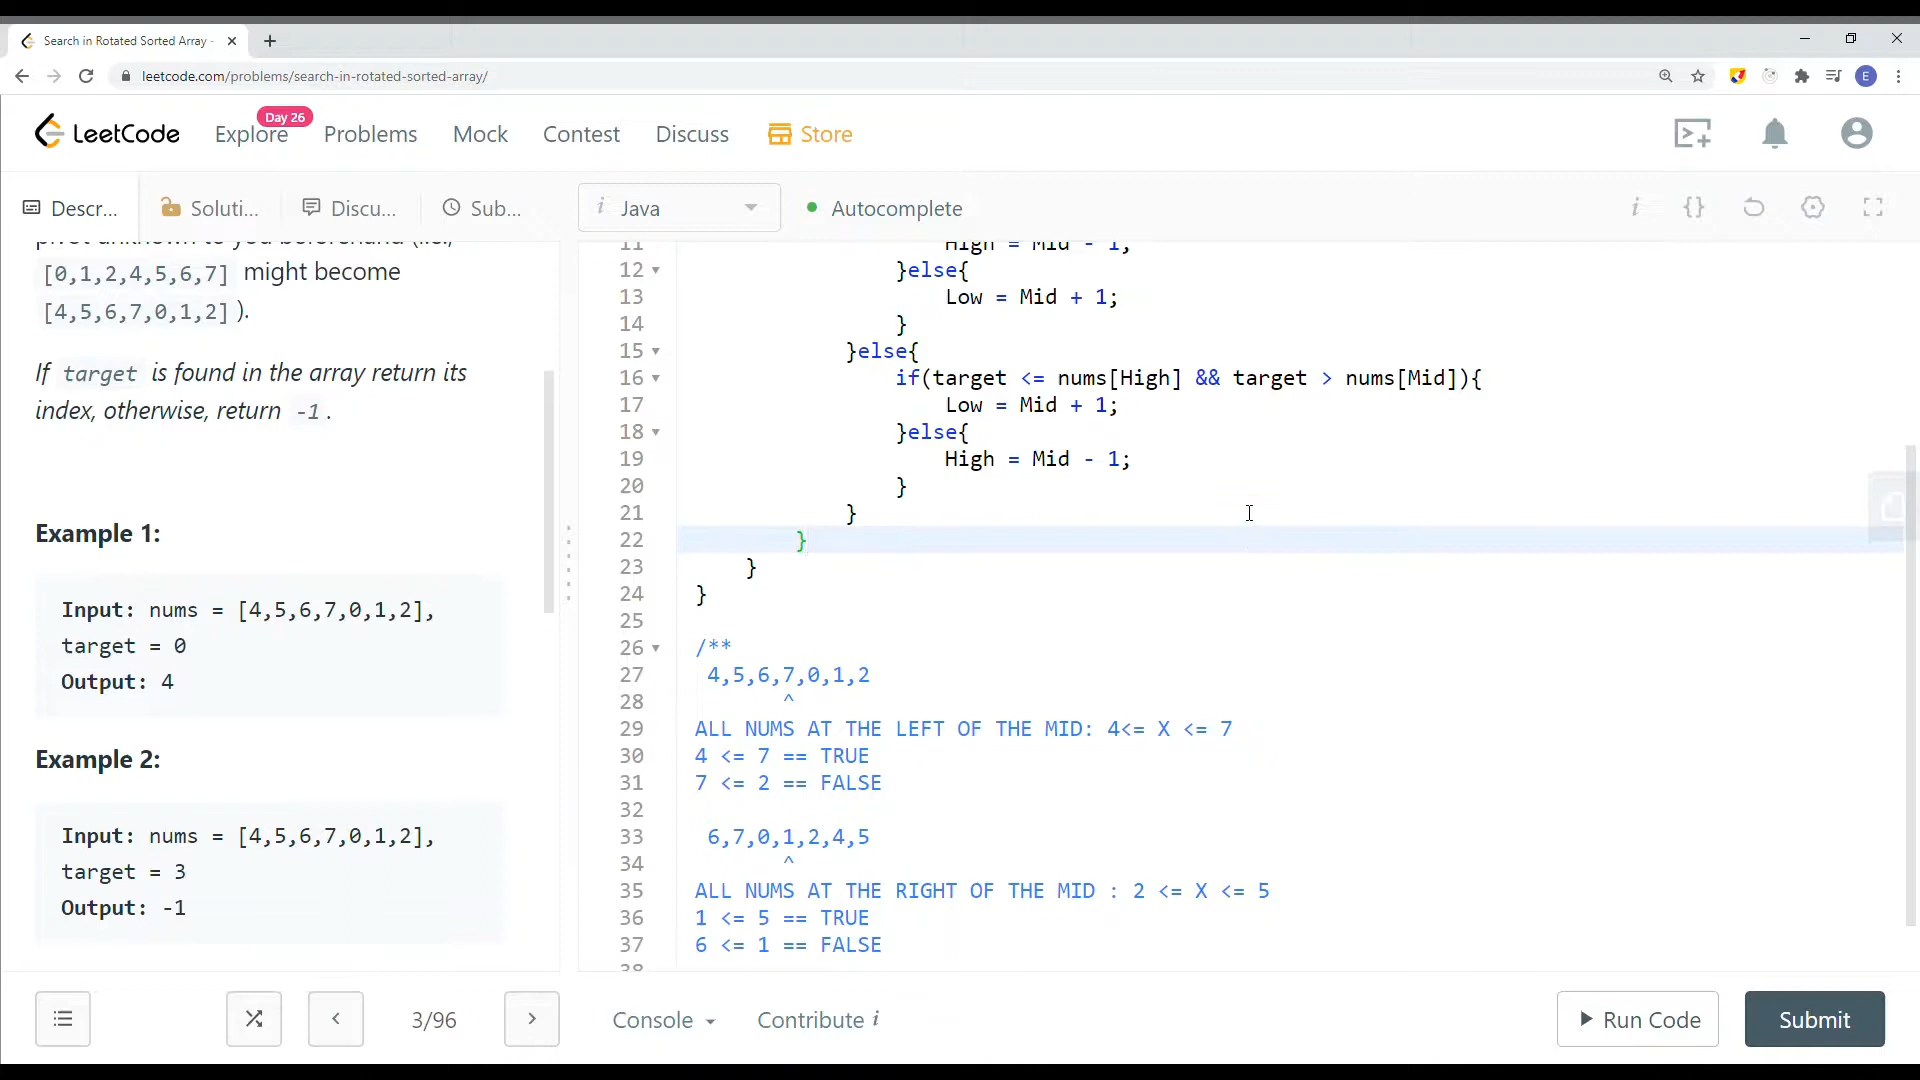 Search in Rotated Sorted Array -
leetcode.com/problems/search-in-rotated-sorted-array/
E
LeetCode
Explore
Day 26
Problems
Mock
Contest
Discuss
Store
Descr...
Soluti...
Discu...
Sub...
i Java
Autocomplete
i {}
pivot unknown to you beforehand (i.e.,
[0,1,2,4,5,6,7] might become
[4,5,6,7,0,1,2] ).
If target is found in the array return its
index, otherwise, return -1 .
Example 1:
Input: nums = [4,5,6,7,0,1,2],
target = 0
Output: 4
Example 2:
Input: nums = [4,5,6,7,0,1,2],
target = 3
Output: -1
11 High = Mid - 1;
12 }else{
13 Low = Mid + 1;
14 }
15 }else{
16 if(target <= nums[High] && target > nums[Mid]){
17 Low = Mid + 1;
18 }else{
19 High = Mid - 1;
20 }
21 }
22 }
23 }
24 }
25
26 /**
27 4,5,6,7,0,1,2
28 ^
29 ALL NUMS AT THE LEFT OF THE MID: 4<= X <= 7
30 4 <= 7 == TRUE
31 7 <= 2 == FALSE
32
33 6,7,0,1,2,4,5
34 ^
35 ALL NUMS AT THE RIGHT OF THE MID : 2 <= X <= 5
36 1 <= 5 == TRUE
37 6 <= 1 == FALSE
38
3/96
Console
Contribute i
Run Code
Submit